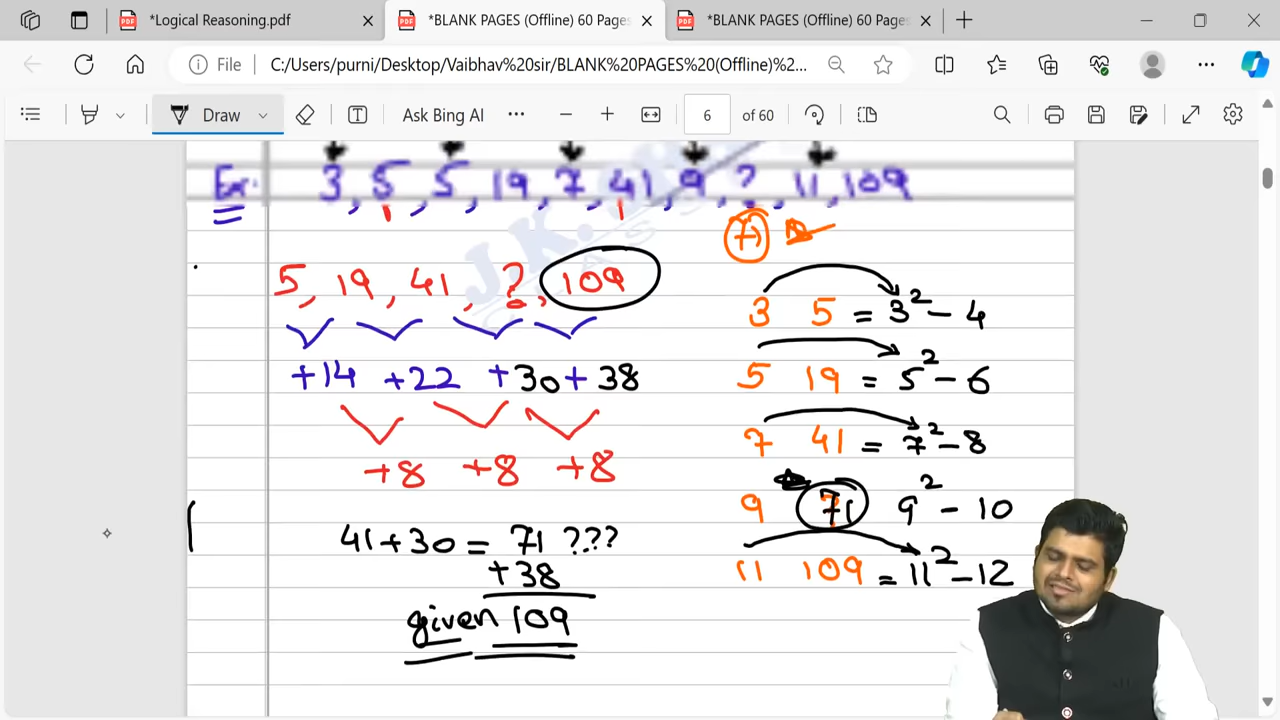 *Logical Reasoning.pdf
*BLANK PAGES (Offline) 60 Pages
*BLANK PAGES (Offline) 60 Pages
File
C:/Users/purni/Desktop/Vaibhav%20sir/BLANK%20PAGES%20(Offline)%2...
Draw
Ask Bing AI
6
of 60
Ex: 3, 5, 5, 19, 7, 41, 9, ?, 11, 109
J.K.
71
5, 19, 41, ?, 109
+14 +22 +30 +38
+8 +8 +8
41+30 = 71 ???
+38
given 109
3 5 = 3² - 4
5 19 = 5² - 6
7 41 = 7² - 8
9 71 9² - 10
11 109 = 11² - 12